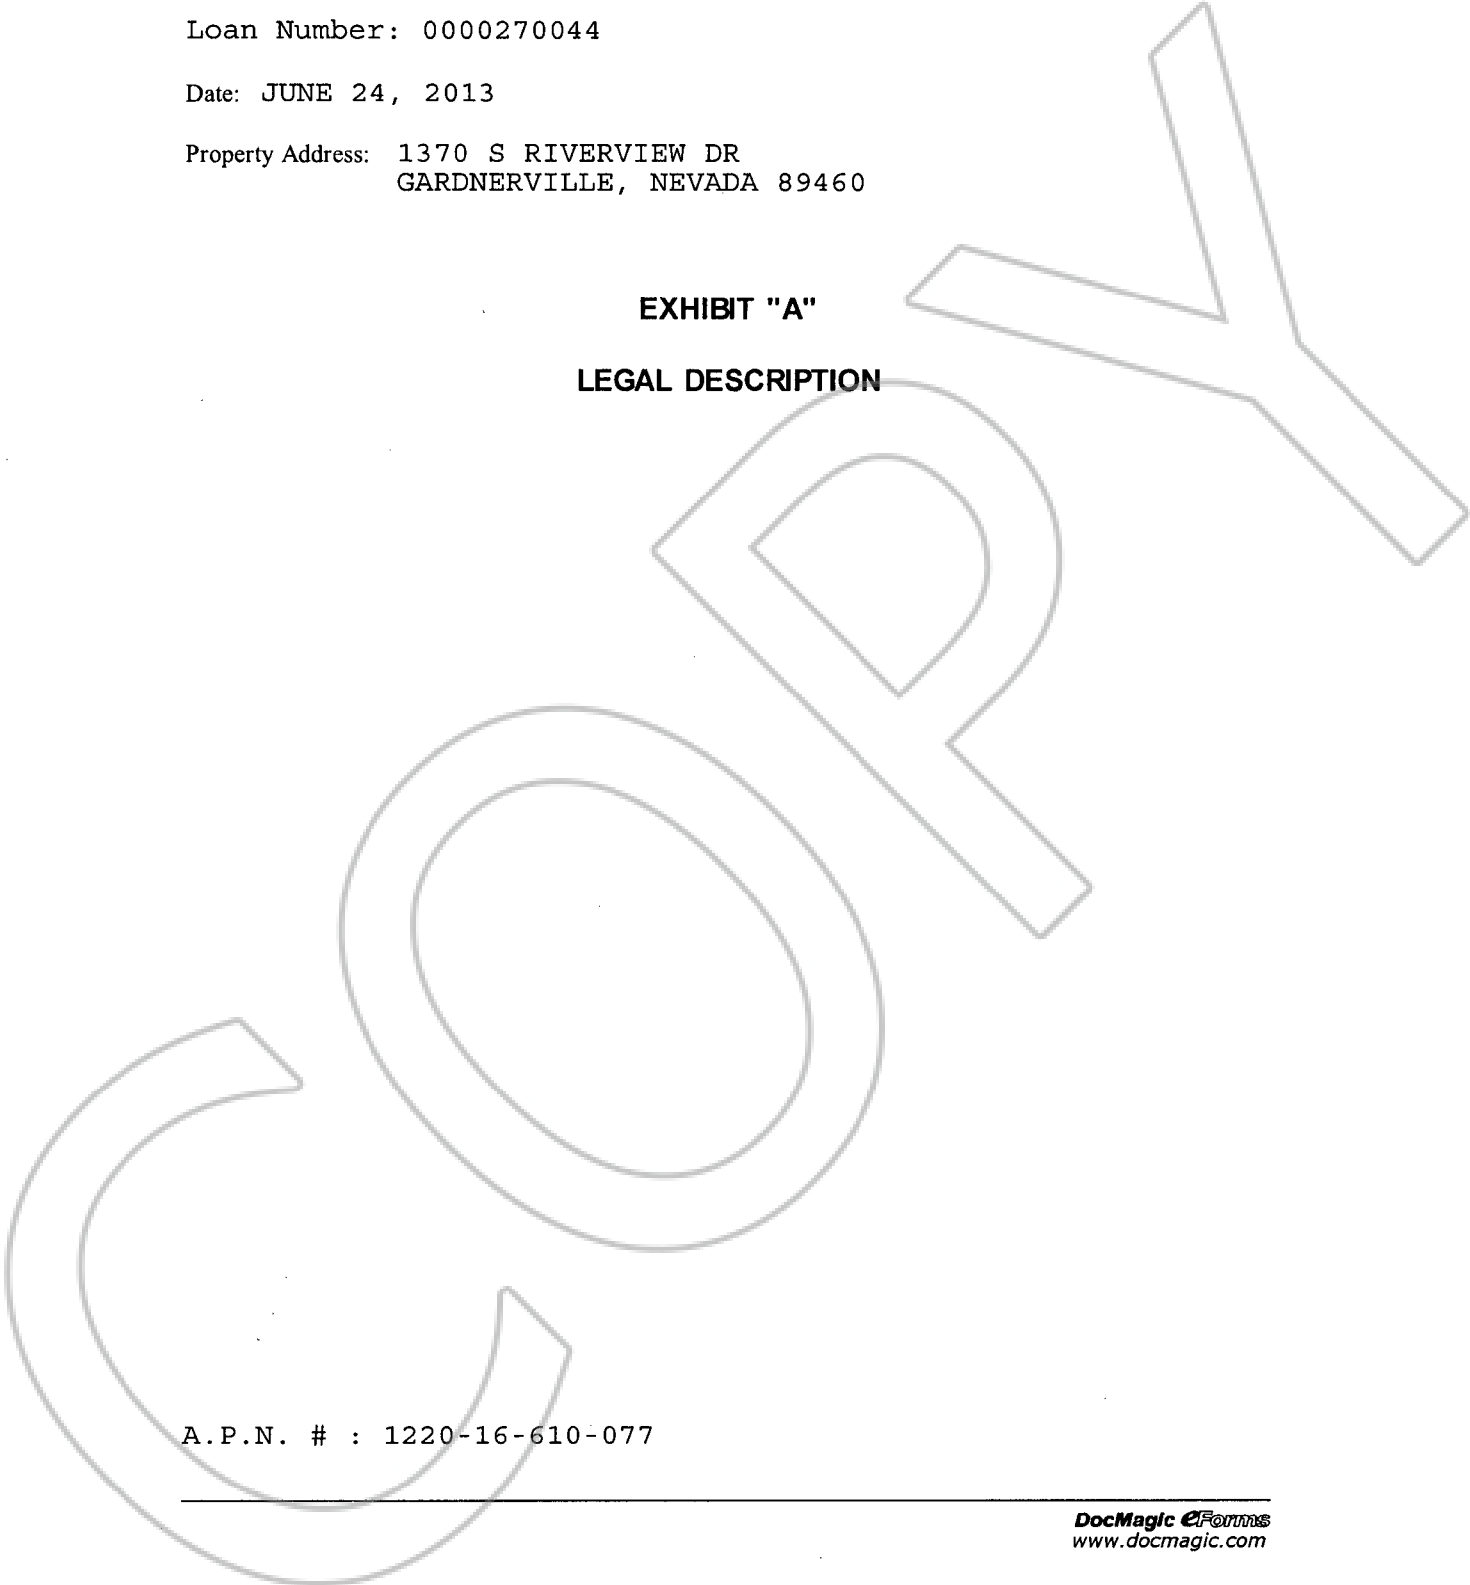 Loan Number: 0000270044
Date: JUNE 24, 2013
Property Address: 1370 S RIVERVIEW DR
GARDNERVILLE, NEVADA 89460
EXHIBIT "A"
LEGAL DESCRIPTION
COPY
A.P.N. # : 1220-16-610-077
DocMagic eForms
www.docmagic.com